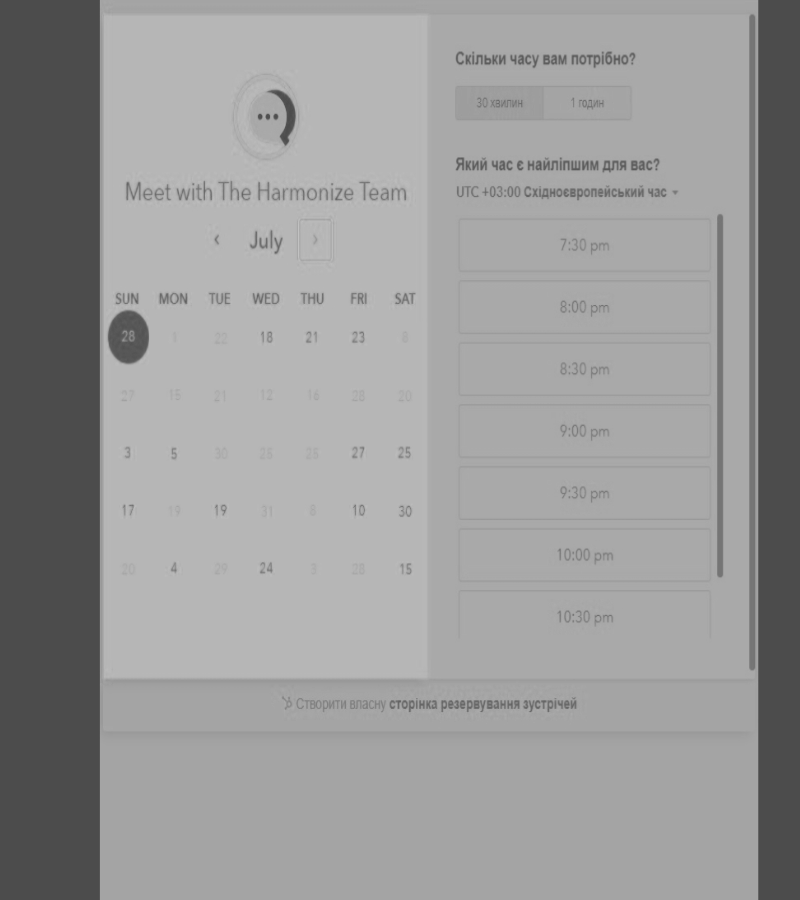 Meet with The Harmonize Team
‹ July ›
SUN MON TUE WED THU FRI SAT
28 1 22 18 21 23 8
27 15 21 12 16 28 20
3 5 30 25 25 27 25
17 19 19 31 8 10 30
20 4 29 24 3 28 15
Скільки часу вам потрібно?
30 хвилин 1 годин
Який час є найліпшим для вас?
UTC +03:00 Східноєвропейський час
7:30 pm
8:00 pm
8:30 pm
9:00 pm
9:30 pm
10:00 pm
10:30 pm
Створити власну сторінка резервування зустрічей